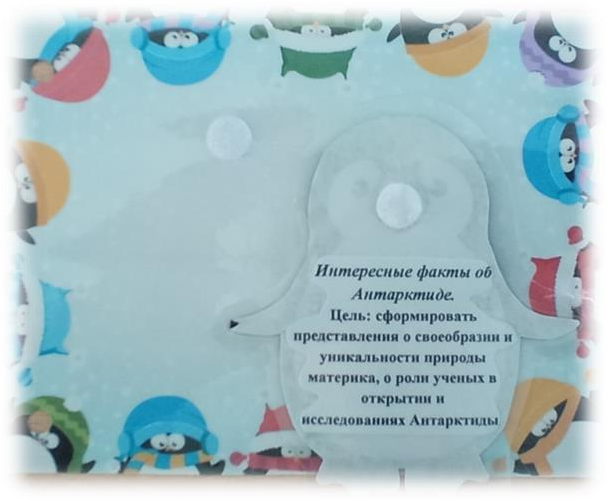 Интересные факты об
Антарктиде.
Цель: сформировать
представления о своеобразии и
уникальности природы
материка, о роли ученых в
открытии и
исследованиях Антарктиды